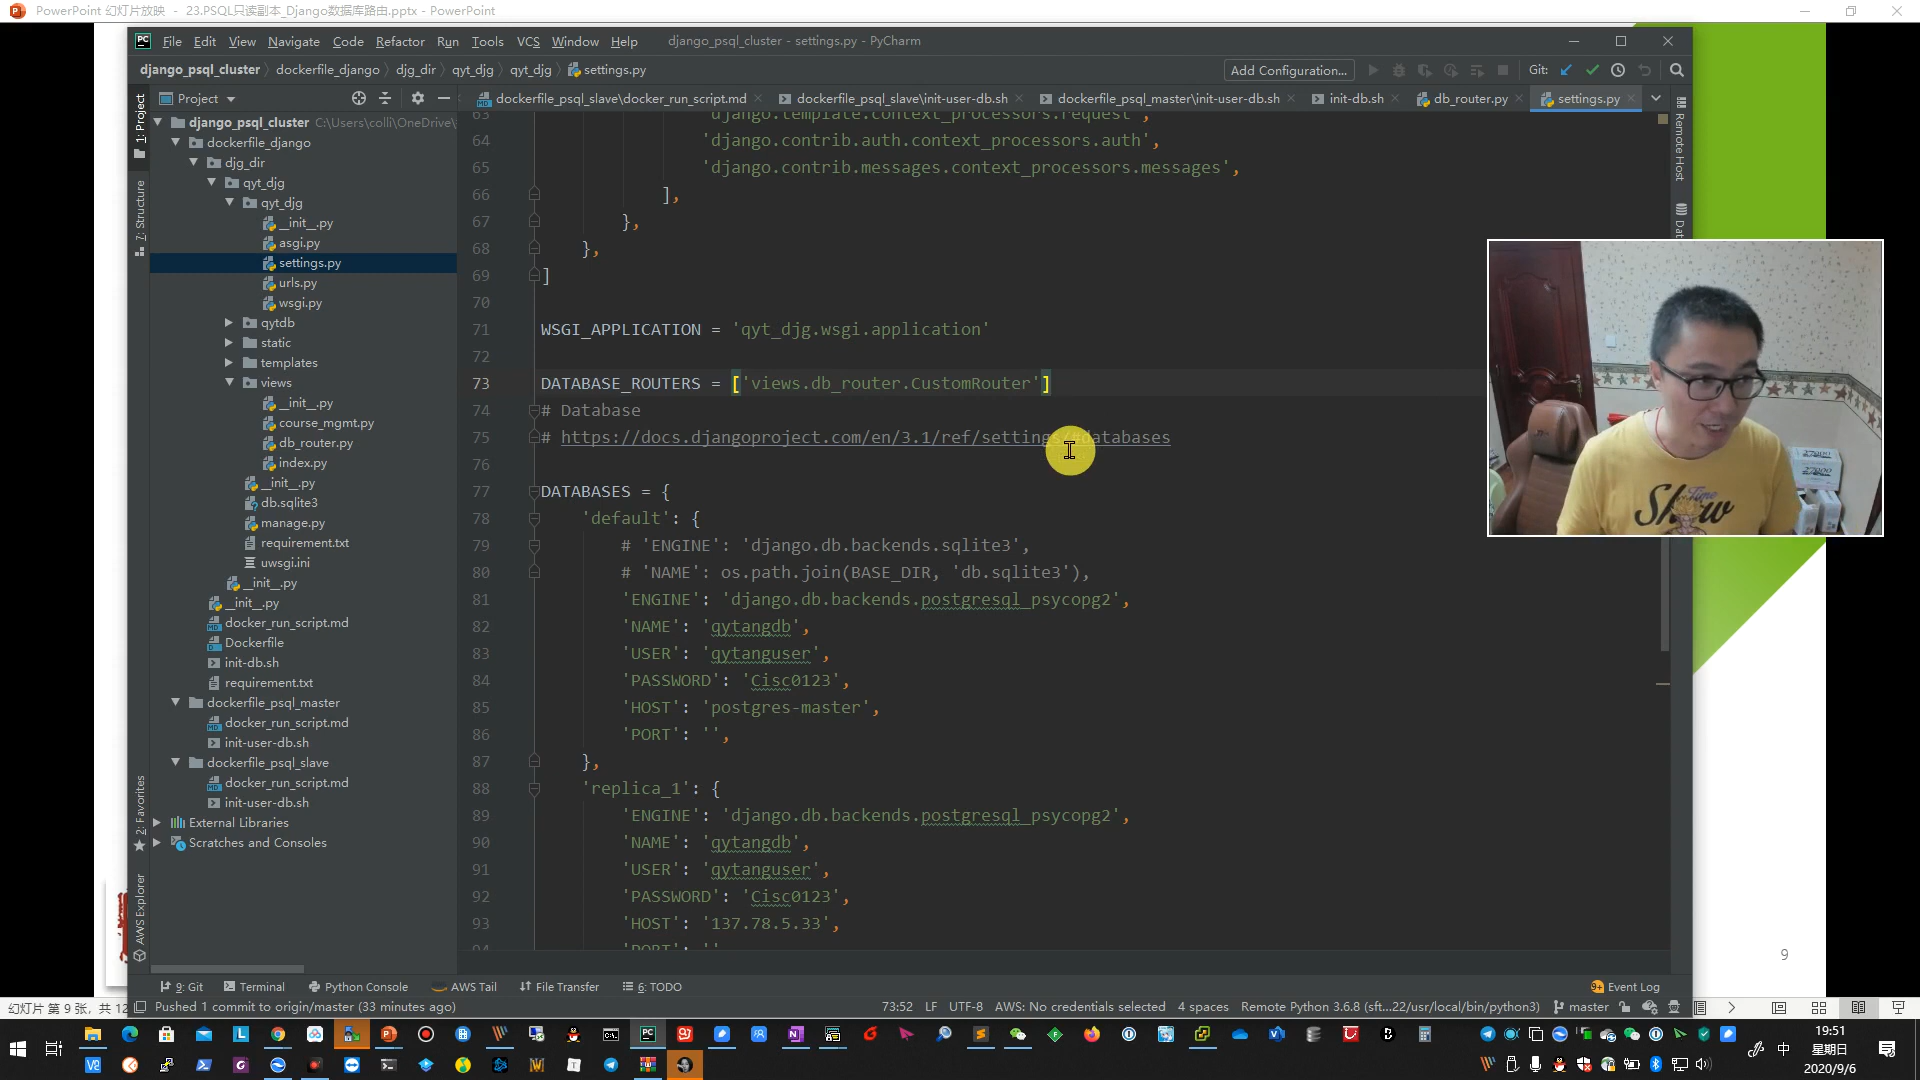 PowerPoint 幻灯片放映 - 23.PSQL只读副本_Django数据库路由.pptx - PowerPoint
File Edit View Navigate Code Refactor Run Tools VCS Window Help django_psql_cluster - settings.py - PyCharm
django_psql_cluster dockerfile_django djg_dir qyt_djg qyt_djg settings.py Add Configuration... Git:
Project
dockerfile_psql_slave\docker_run_script.md dockerfile_psql_slave\init-user-db.sh dockerfile_psql_master\init-user-db.sh init-db.sh db_router.py settings.py
1: Project
7: Structure
2: Favorites
AWS Explorer
Remote Host
django_psql_cluster C:\Users\colli\OneDrive\
dockerfile_django
djg_dir
qyt_djg
qyt_djg
__init__.py
asgi.py
settings.py
urls.py
wsgi.py
qytdb
static
templates
views
__init__.py
course_mgmt.py
db_router.py
index.py
__init__.py
db.sqlite3
manage.py
requirement.txt
uwsgi.ini
__init__.py
__init__.py
docker_run_script.md
Dockerfile
init-db.sh
requirement.txt
dockerfile_psql_master
docker_run_script.md
init-user-db.sh
dockerfile_psql_slave
docker_run_script.md
init-user-db.sh
External Libraries
Scratches and Consoles
63 'django.template.context_processors.request',
64 'django.contrib.auth.context_processors.auth',
65 'django.contrib.messages.context_processors.messages',
66 ],
67 },
68 },
69 ]
70
71 WSGI_APPLICATION = 'qyt_djg.wsgi.application'
72
73 DATABASE_ROUTERS = ['views.db_router.CustomRouter']
74 # Database
75 # https://docs.djangoproject.com/en/3.1/ref/settings/#databases
76
77 DATABASES = {
78 'default': {
79 # 'ENGINE': 'django.db.backends.sqlite3',
80 # 'NAME': os.path.join(BASE_DIR, 'db.sqlite3'),
81 'ENGINE': 'django.db.backends.postgresql_psycopg2',
82 'NAME': 'qytangdb',
83 'USER': 'qytanguser',
84 'PASSWORD': 'Cisc0123',
85 'HOST': 'postgres-master',
86 'PORT': '',
87 },
88 'replica_1': {
89 'ENGINE': 'django.db.backends.postgresql_psycopg2',
90 'NAME': 'qytangdb',
91 'USER': 'qytanguser',
92 'PASSWORD': 'Cisc0123',
93 'HOST': '137.78.5.33',
94 'PORT': ''
Time
Show
9
9: Git Terminal Python Console AWS Tail File Transfer 6: TODO Event Log
Pushed 1 commit to origin/master (33 minutes ago) 73:52 LF UTF-8 AWS: No credentials selected 4 spaces Remote Python 3.6.8 (sft...22/usr/local/bin/python3) master
幻灯片 第 9 张，共 12
中
19:51
星期日
2020/9/6